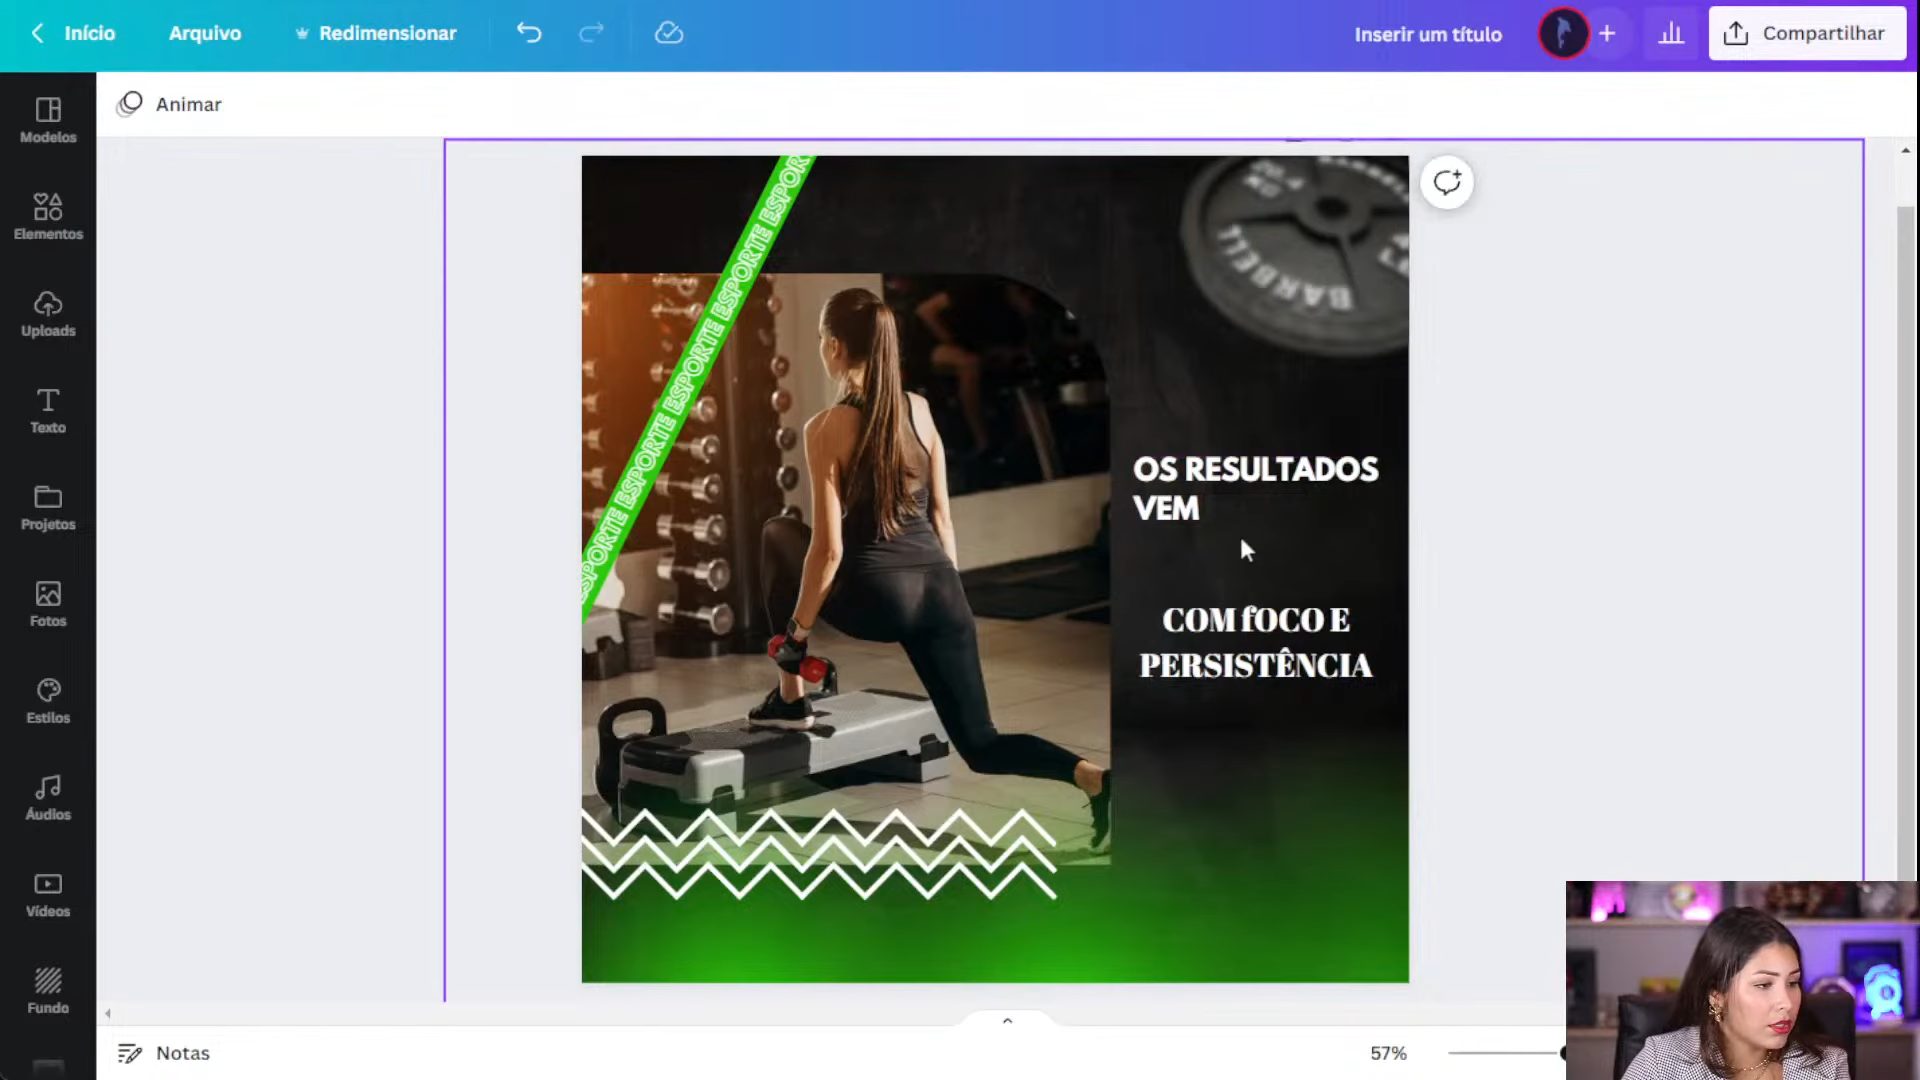 Início
Arquivo
Redimensionar
Inserir um título
Compartilhar
Animar
Modelos
Elementos
Uploads
Texto
Projetos
Fotos
Estilos
Áudios
Vídeos
Fundo
ESPORTE ESPORTE ESPORTE ESPORTE ESPOR
BARBELL
OS RESULTADOS
VEM
COM fOCO E
PERSISTÊNCIA
Notas
57%